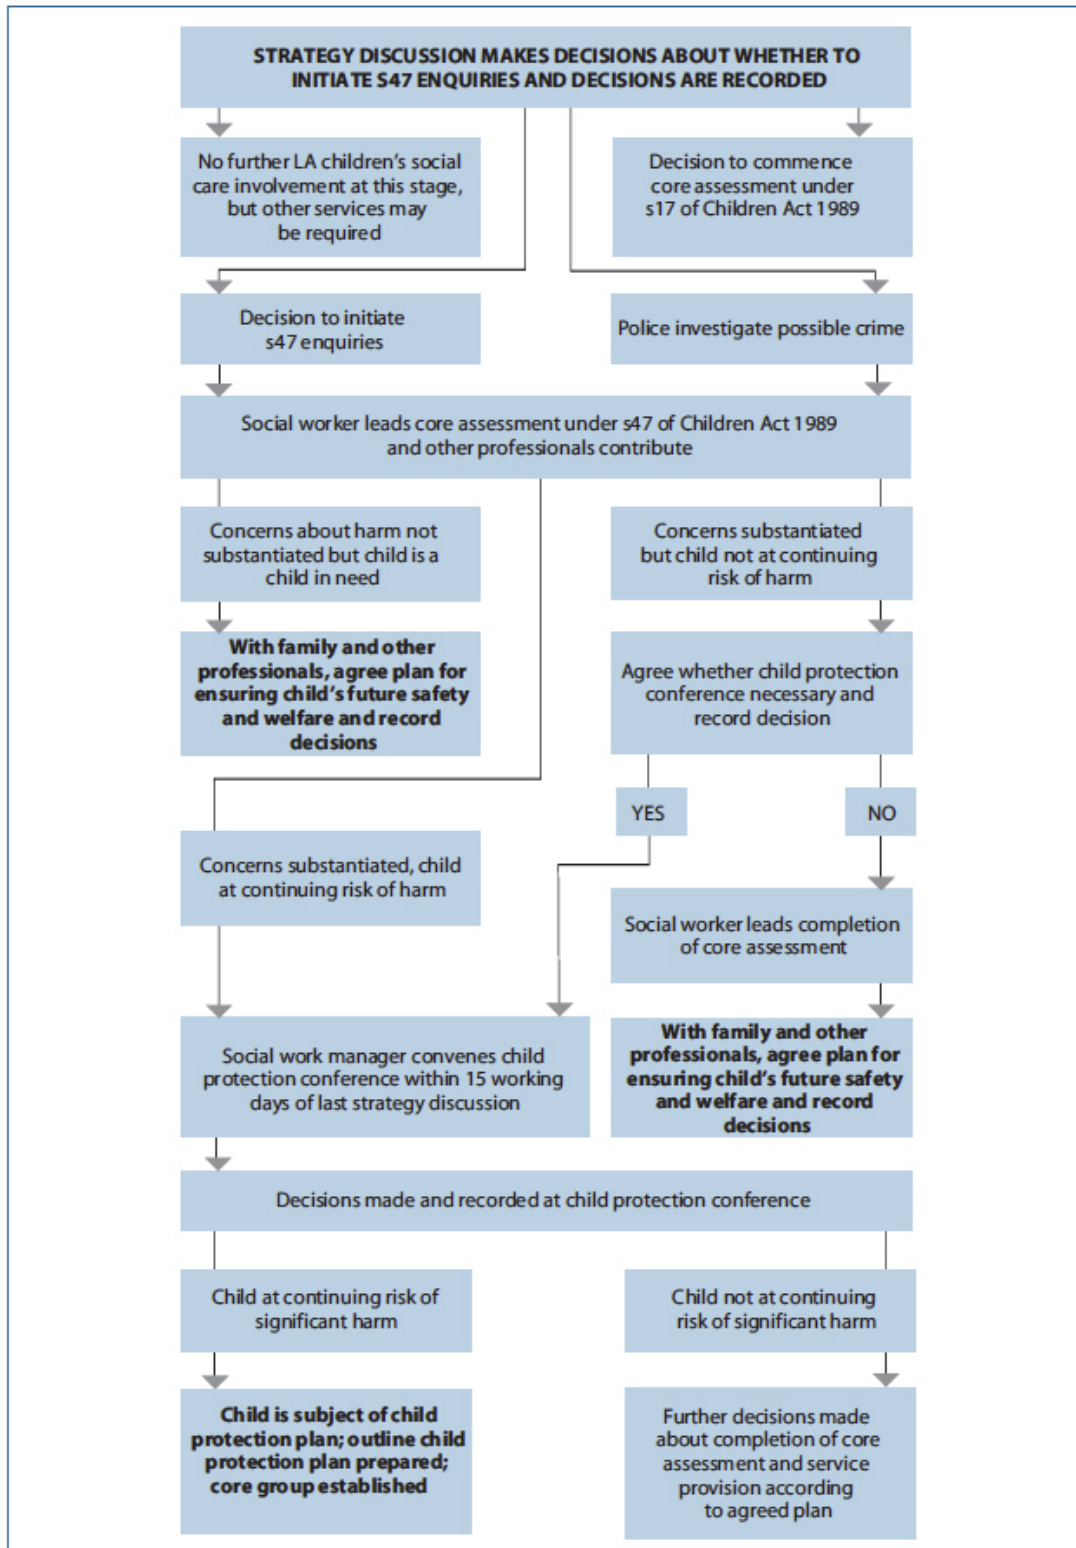 STRATEGY DISCUSSION MAKES DECISIONS ABOUT WHETHER TO
INITIATE S47 ENQUIRIES AND DECISIONS ARE RECORDED
No further LA children's social
care involvement at this stage,
but other services may
be required
Decision to commence
core assessment under
s17 of Children Act 1989
Decision to initiate
s47 enquiries
Police investigate possible crime
Social worker leads core assessment under s47 of Children Act 1989
and other professionals contribute
Concerns about harm not
substantiated but child is a
child in need
Concerns substantiated
but child not at continuing
risk of harm
With family and other
professionals, agree plan for
ensuring child's future safety
and welfare and record
decisions
Agree whether child protection
conference necessary and
record decision
YES
NO
Concerns substantiated, child
at continuing risk of harm
Social worker leads completion
of core assessment
Social work manager convenes child
protection conference within 15 working
days of last strategy discussion
With family and other
professionals, agree plan for
ensuring child's future safety
and welfare and record
decisions
Decisions made and recorded at child protection conference
Child at continuing risk of
significant harm
Child not at continuing
risk of significant harm
Child is subject of child
protection plan; outline child
protection plan prepared;
core group established
Further decisions made
about completion of core
assessment and service
provision according
to agreed plan